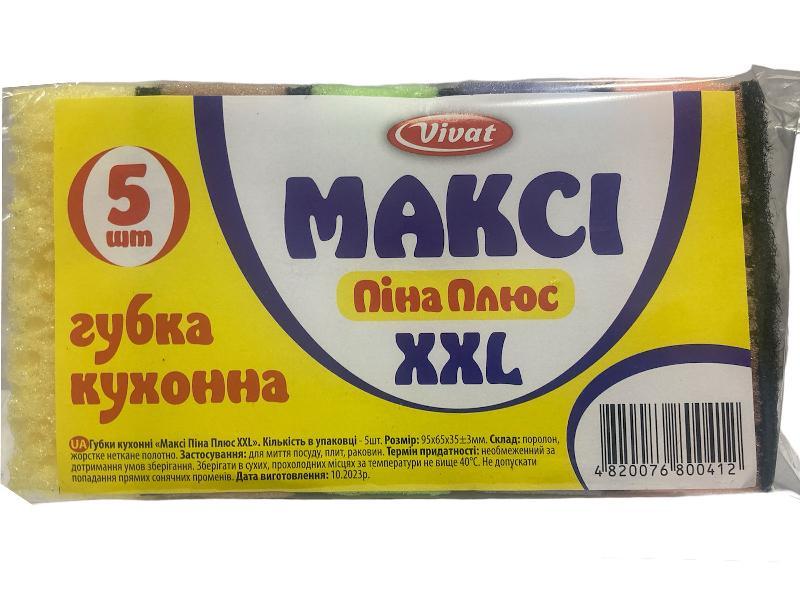 Vivat
5
шт
МАКСІ
Піна Плюс
XXL
губка
кухонна
UA Губки кухонні «Максі Піна Плюс XXL». Кількість в упаковці - 5шт. Розмір: 95х65х35±3мм. Склад: поролон,
жорстке неткане полотно. Застосування: для миття посуду, плит, раковин. Термін придатності: необмежений за
дотримання умов зберігання. Зберігати в сухих, прохолодних місцях за температури не вище 40°С. Не допускати
попадання прямих сонячних променів. Дата виготовлення: 10.2023р.
4 820076 800412